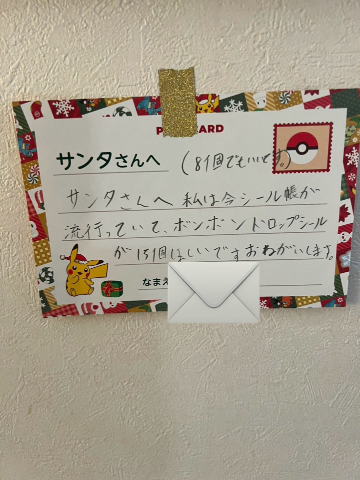 POSTCARD
サンタさんへ (8個でもいいです。)
サンタさんへ 私は今シール帳が
流行っていて、ボンボンドロップシール
が15個ほしいですおねがいします。
なまえ